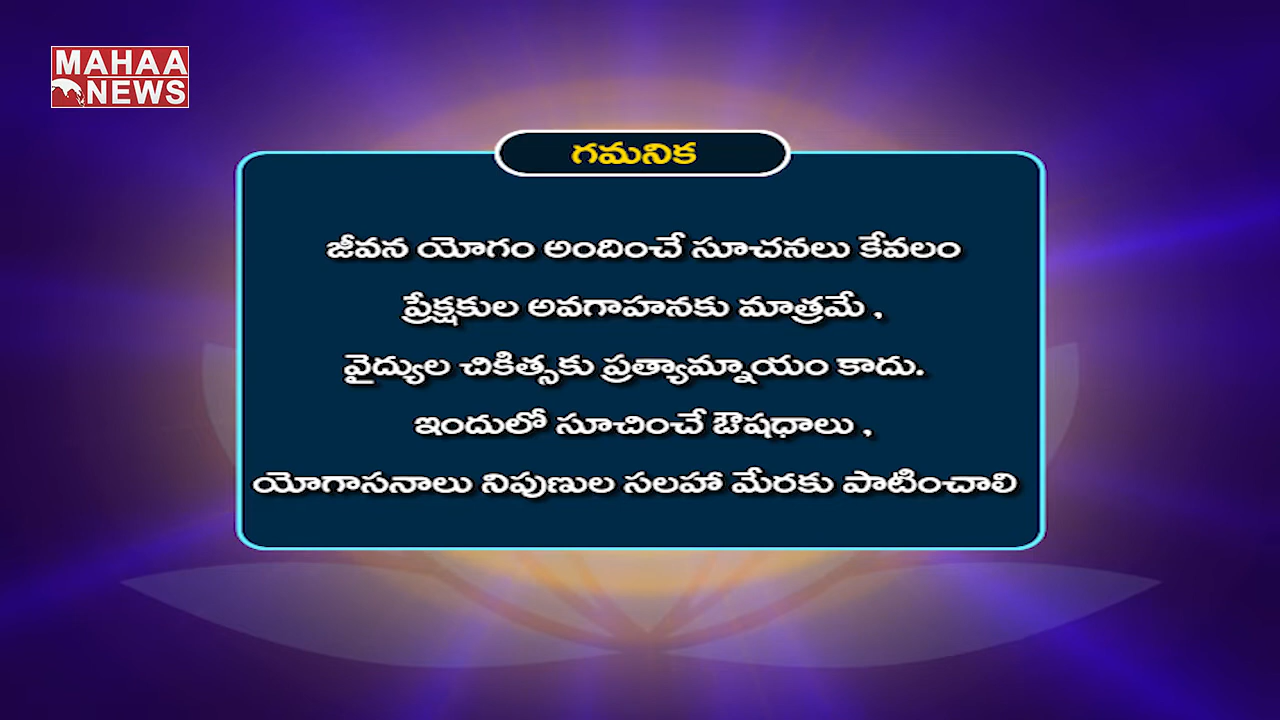 MAHAA
NEWS
గమనిక
జీవన యోగం అందించే సూచనలు కేవలం
ప్రేక్షకుల అవగాహనకు మాత్రమే ,
వైద్యుల చికిత్సకు ప్రత్యామ్నాయం కాదు.
ఇందులో సూచించే ఔషధాలు ,
యోగాసనాలు నిపుణుల సలహా మేరకు పాటించాలి